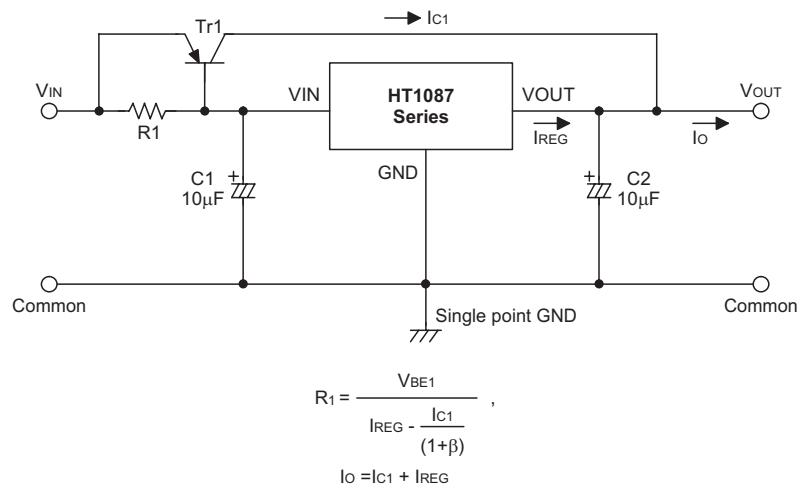 Tr1
IC1
VIN
R1
VIN
HT1087
Series
VOUT
IREG
VOUT
IO
GND
C1
10μF
C2
10μF
Common
Single point GND
Common
R1 = VBE1 / (IREG - IC1 / (1+β)) ,
IO =IC1 + IREG